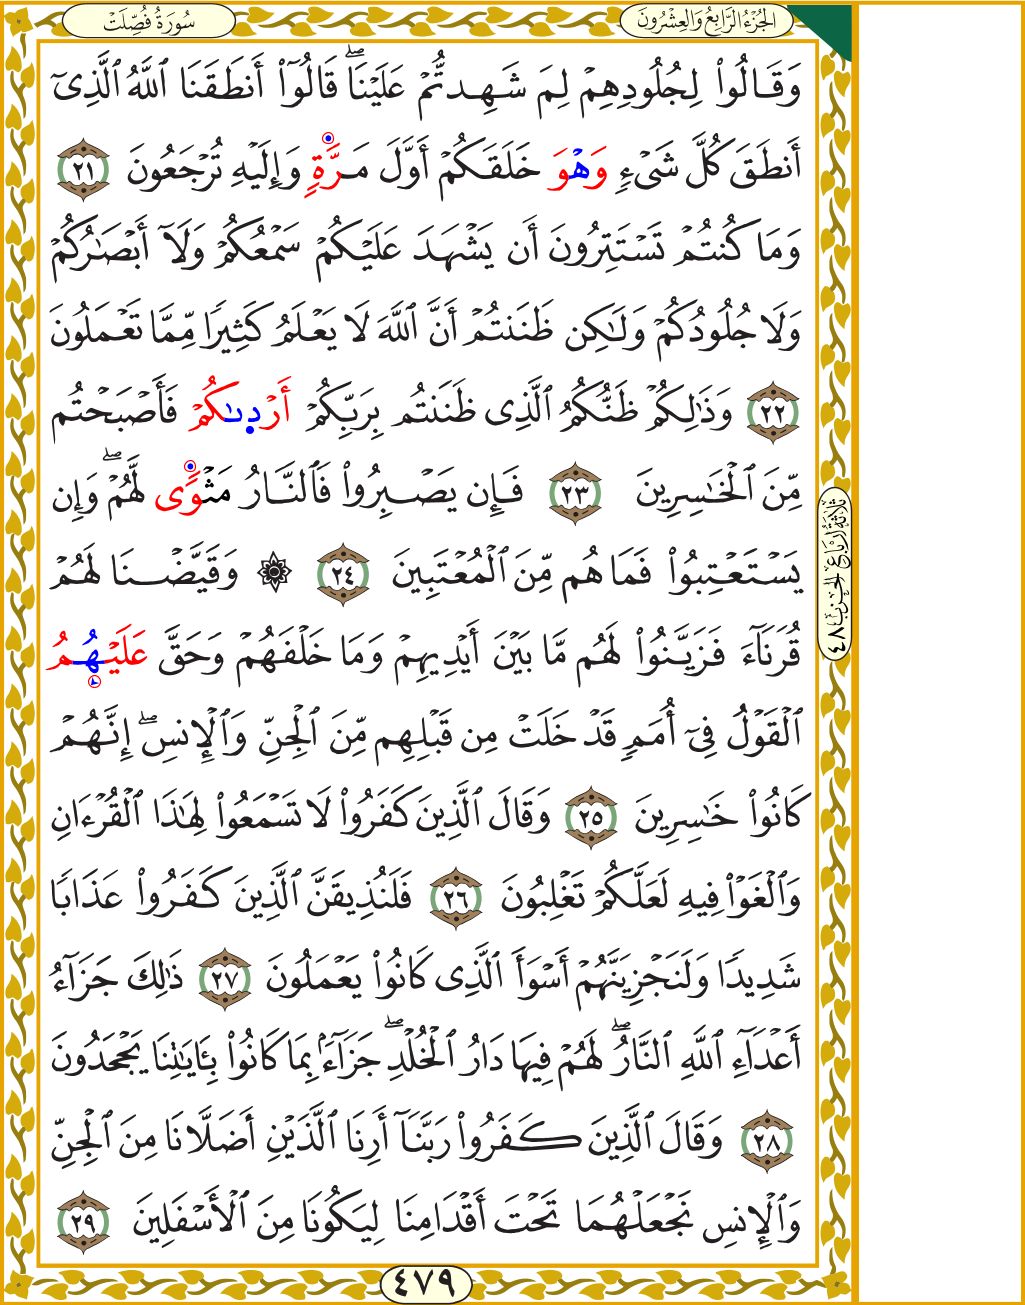 سُورَةُ فُصِّلَتْ
الجُزْءُ الرَّابِعُ وَالعِشْرُونَ
وَقَالُوا۟ لِجُلُودِهِمْ لِمَ شَهِدتُّمْ عَلَيْنَا ۖ قَالُوٓا۟ أَنطَقَنَا ٱللَّهُ ٱلَّذِىٓ
أَنطَقَ كُلَّ شَىْءٍ وَهْوَ خَلَقَكُمْ أَوَّلَ مَرَّةٍ وَإِلَيْهِ تُرْجَعُونَ ٢١
وَمَا كُنتُمْ تَسْتَتِرُونَ أَن يَشْهَدَ عَلَيْكُمْ سَمْعُكُمْ وَلَآ أَبْصَٰرُكُمْ
وَلَا جُلُودُكُمْ وَلَٰكِن ظَنَنتُمْ أَنَّ ٱللَّهَ لَا يَعْلَمُ كَثِيرًا مِّمَّا تَعْمَلُونَ
٢٢ وَذَٰلِكُمْ ظَنُّكُمُ ٱلَّذِى ظَنَنتُم بِرَبِّكُمْ أَرْدِىٰكُمْ فَأَصْبَحْتُم
مِّنَ ٱلْخَٰسِرِينَ ٢٣ فَإِن يَصْبِرُوا۟ فَٱلنَّارُ مَثْوًى لَّهُمْ ۖ وَإِن
يَسْتَعْتِبُوا۟ فَمَا هُم مِّنَ ٱلْمُعْتَبِينَ ٢٤ ۞ وَقَيَّضْنَا لَهُمْ
قُرَنَآءَ فَزَيَّنُوا۟ لَهُم مَّا بَيْنَ أَيْدِيهِمْ وَمَا خَلْفَهُمْ وَحَقَّ عَلَيْهُمُ
ٱلْقَوْلُ فِىٓ أُمَمٍ قَدْ خَلَتْ مِن قَبْلِهِم مِّنَ ٱلْجِنِّ وَٱلْإِنسِ ۖ إِنَّهُمْ
كَانُوا۟ خَٰسِرِينَ ٢٥ وَقَالَ ٱلَّذِينَ كَفَرُوا۟ لَا تَسْمَعُوا۟ لِهَٰذَا ٱلْقُرْءَانِ
وَٱلْغَوْا۟ فِيهِ لَعَلَّكُمْ تَغْلِبُونَ ٢٦ فَلَنُذِيقَنَّ ٱلَّذِينَ كَفَرُوا۟ عَذَابًا
شَدِيدًا وَلَنَجْزِيَنَّهُمْ أَسْوَأَ ٱلَّذِى كَانُوا۟ يَعْمَلُونَ ٢٧ ذَٰلِكَ جَزَآءُ
أَعْدَآءِ ٱللَّهِ ٱلنَّارُ ۖ لَهُمْ فِيهَا دَارُ ٱلْخُلْدِ ۖ جَزَآءًۢ بِمَا كَانُوا۟ بِـَٔايَٰتِنَا يَجْحَدُونَ
٢٨ وَقَالَ ٱلَّذِينَ كَفَرُوا۟ رَبَّنَآ أَرِنَا ٱلَّذَيْنِ أَضَلَّانَا مِنَ ٱلْجِنِّ
وَٱلْإِنسِ نَجْعَلْهُمَا تَحْتَ أَقْدَامِنَا لِيَكُونَا مِنَ ٱلْأَسْفَلِينَ ٢٩
ثَلَاثَةُ أَرْبَاعِ الحِزْبِ ٤٨
٤٧٩